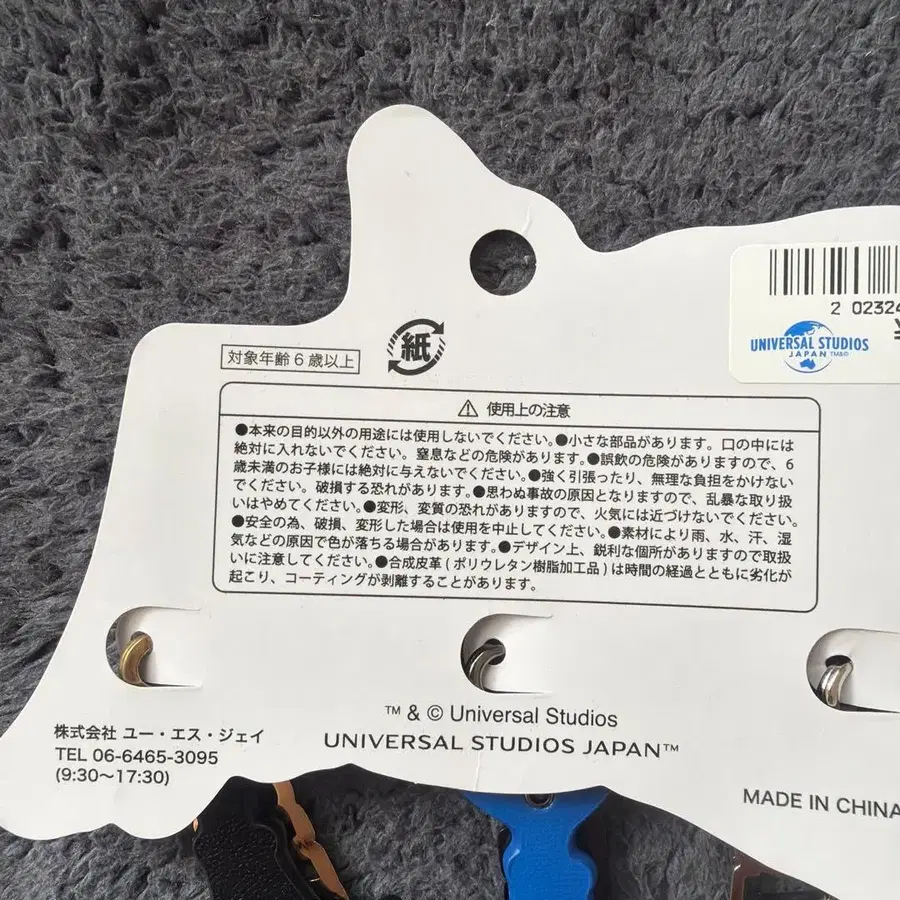 2 02324
UNIVERSAL STUDIOS
JAPAN TM&©
対象年齢6歳以上
紙
使用上の注意
●本来の目的以外の用途には使用しないでください。●小さな部品があります。口の中には
絶対に入れないでください。窒息などの危険があります。●誤飲の危険がありますので、6
歳未満のお子様には絶対に与えないでください。●強く引張ったり、無理な負担をかけない
でください。破損する恐れがあります。●思わぬ事故の原因となりますので、乱暴な取り扱
いはやめてください。●変形、変質の恐れがありますので、火気には近づけないでください。
●安全の為、破損、変形した場合は使用を中止してください。●素材により雨、水、汗、湿
気などの原因で色が落ちる場合があります。●デザイン上、鋭利な個所がありますので取扱
いに注意してください。●合成皮革(ポリウレタン樹脂加工品)は時間の経過とともに劣化が
起こり、コーティングが剥離することがあります。
™ & © Universal Studios
UNIVERSAL STUDIOS JAPAN™
株式会社 ユー・エス・ジェイ
TEL 06-6465-3095
(9:30～17:30)
MADE IN CHINA